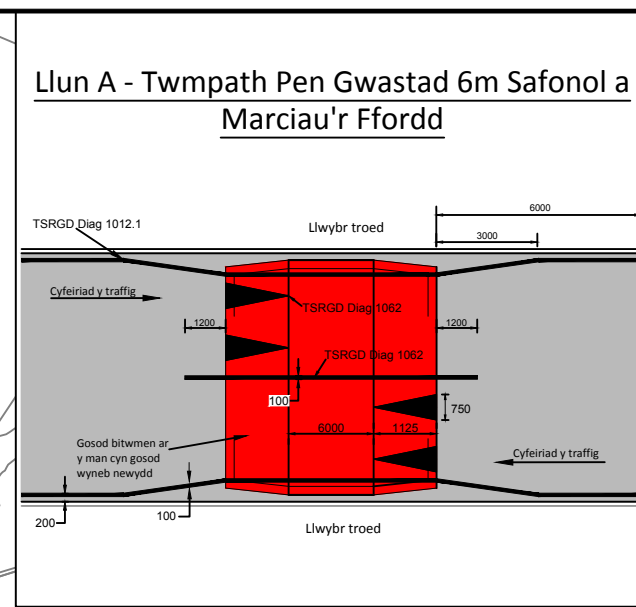 Llun A - Twmpath Pen Gwastad 6m Safonol a
Marciau'r Ffordd
6000
TSRGD Diag 1012.1
Llwybr troed
3000
Cyfeiriad y traffig
TSRGD Diag 1062
1200
1200
TSRGD Diag 1062
100
750
6000
1125
Gosod bitwmen ar
y man cyn gosod
wyneb newydd
Cyfeiriad y traffig
200
100
Llwybr troed